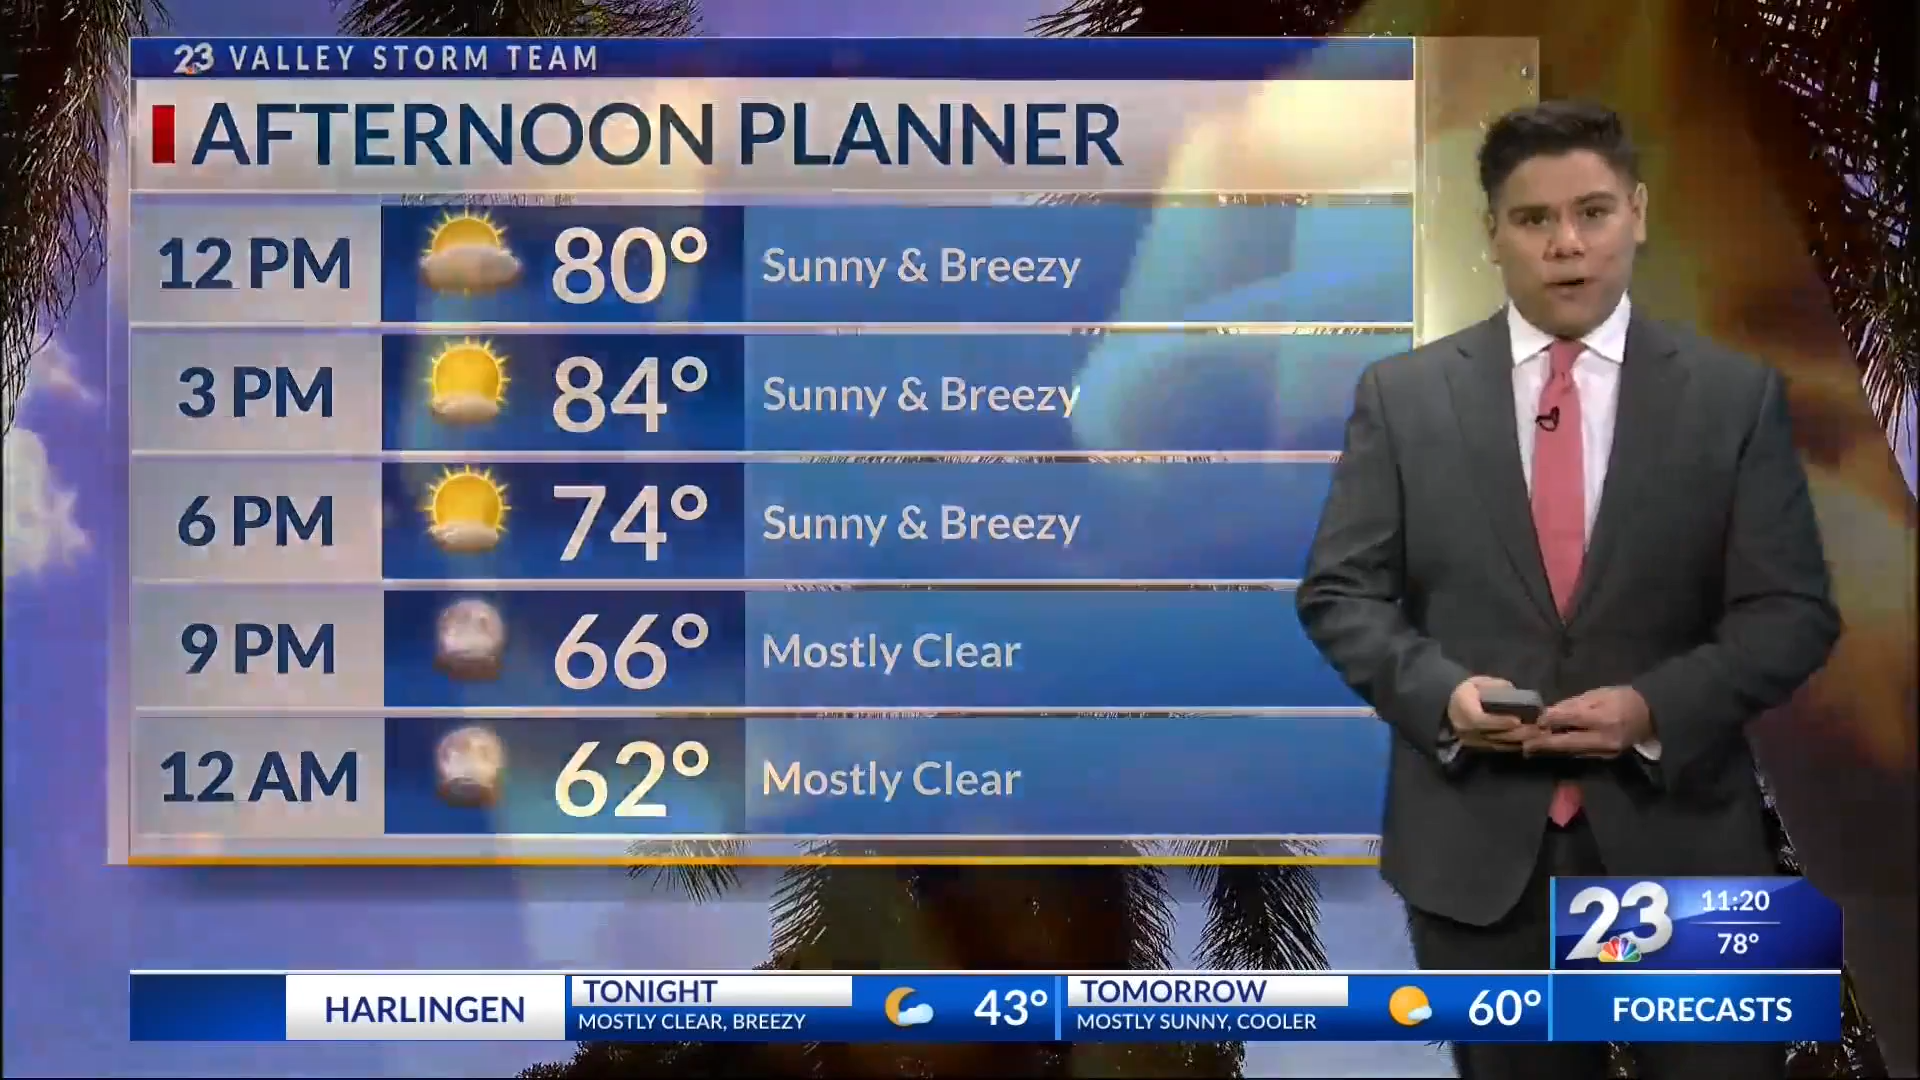 23 VALLEY STORM TEAM
AFTERNOON PLANNER
12 PM 80° Sunny & Breezy
3 PM 84° Sunny & Breezy
6 PM 74° Sunny & Breezy
9 PM 66° Mostly Clear
12 AM 62° Mostly Clear
23 11:20
78°
HARLINGEN
TONIGHT
MOSTLY CLEAR, BREEZY
43°
TOMORROW
MOSTLY SUNNY, COOLER
60°
FORECASTS